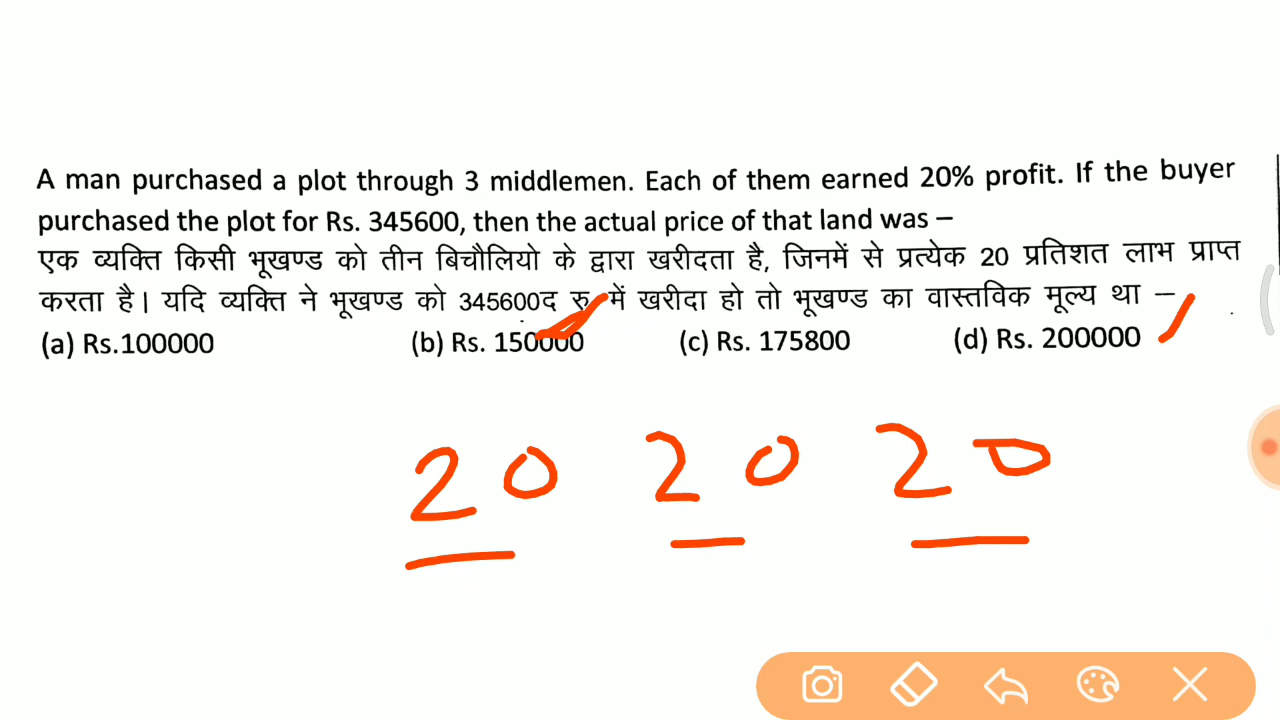 A man purchased a plot through 3 middlemen. Each of them earned 20% profit. If the buyer
purchased the plot for Rs. 345600, then the actual price of that land was –
एक व्यक्ति किसी भूखण्ड को तीन बिचौलियो के द्वारा खरीदता है, जिनमें से प्रत्येक 20 प्रतिशत लाभ प्राप्त
करता है। यदि व्यक्ति ने भूखण्ड को 345600द रु में खरीदा हो तो भूखण्ड का वास्तविक मूल्य था –
(a) Rs.100000 (b) Rs. 150000 (c) Rs. 175800 (d) Rs. 200000
20 20 20